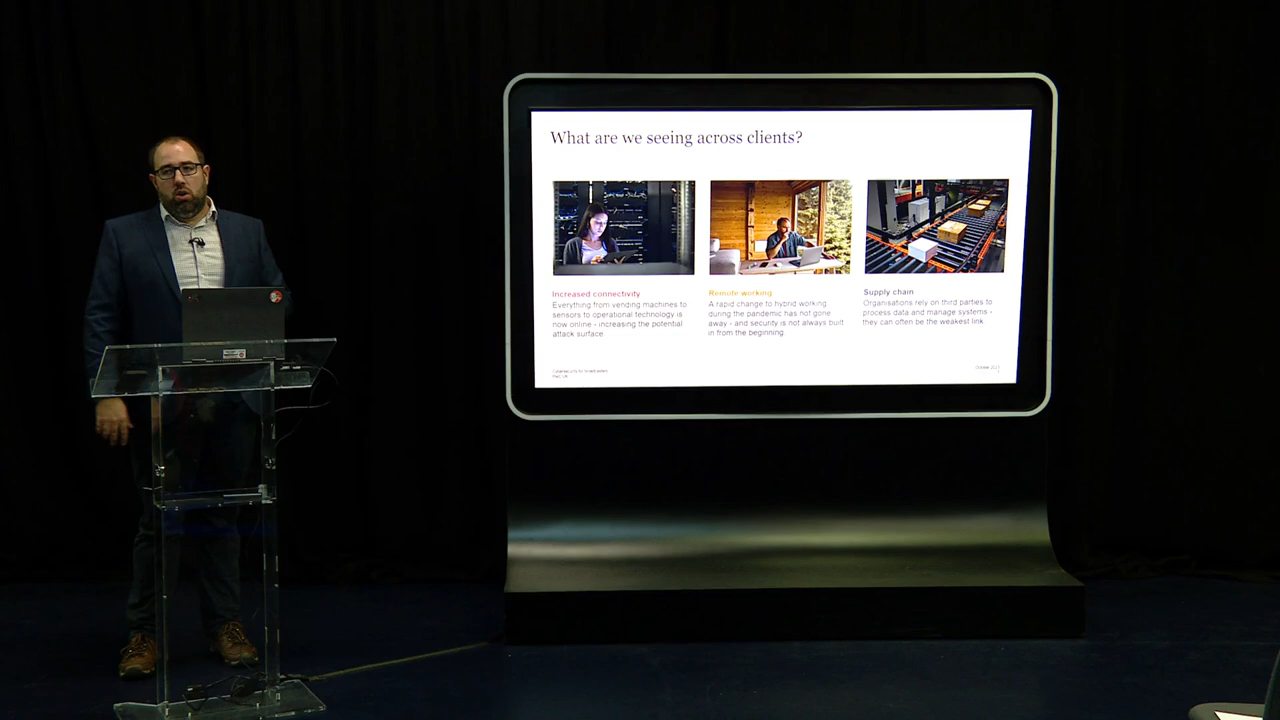 What are we seeing across clients?
Increased connectivity
Everything from vending machines to
sensors to operational technology is
now online - increasing the potential
attack surface.
Remote working
A rapid change to hybrid working
during the pandemic has not gone
away - and security is not always built
in from the beginning.
Supply chain
Organisations rely on third parties to
process data and manage systems -
they can often be the weakest link
PwC UK
October